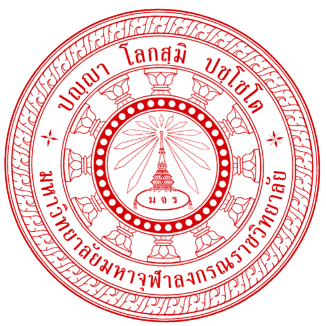 ปญฺญา โลกสฺมิ ปชฺโชโต
ม จ ร
มหาวิทยาลัยมหาจุฬาลงกรณราชวิทยาลัย